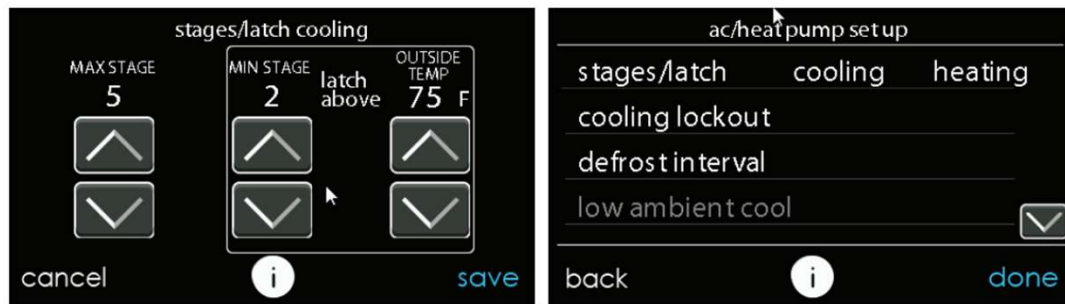 stages/latch cooling
MAX STAGE
5
MIN STAGE
2
latch
above
OUTSIDE
TEMP
75 F
cancel
i
save
ac/heat pump set up
stages/latch cooling heating
cooling lockout
defrost interval
low ambient cool
back
i
done